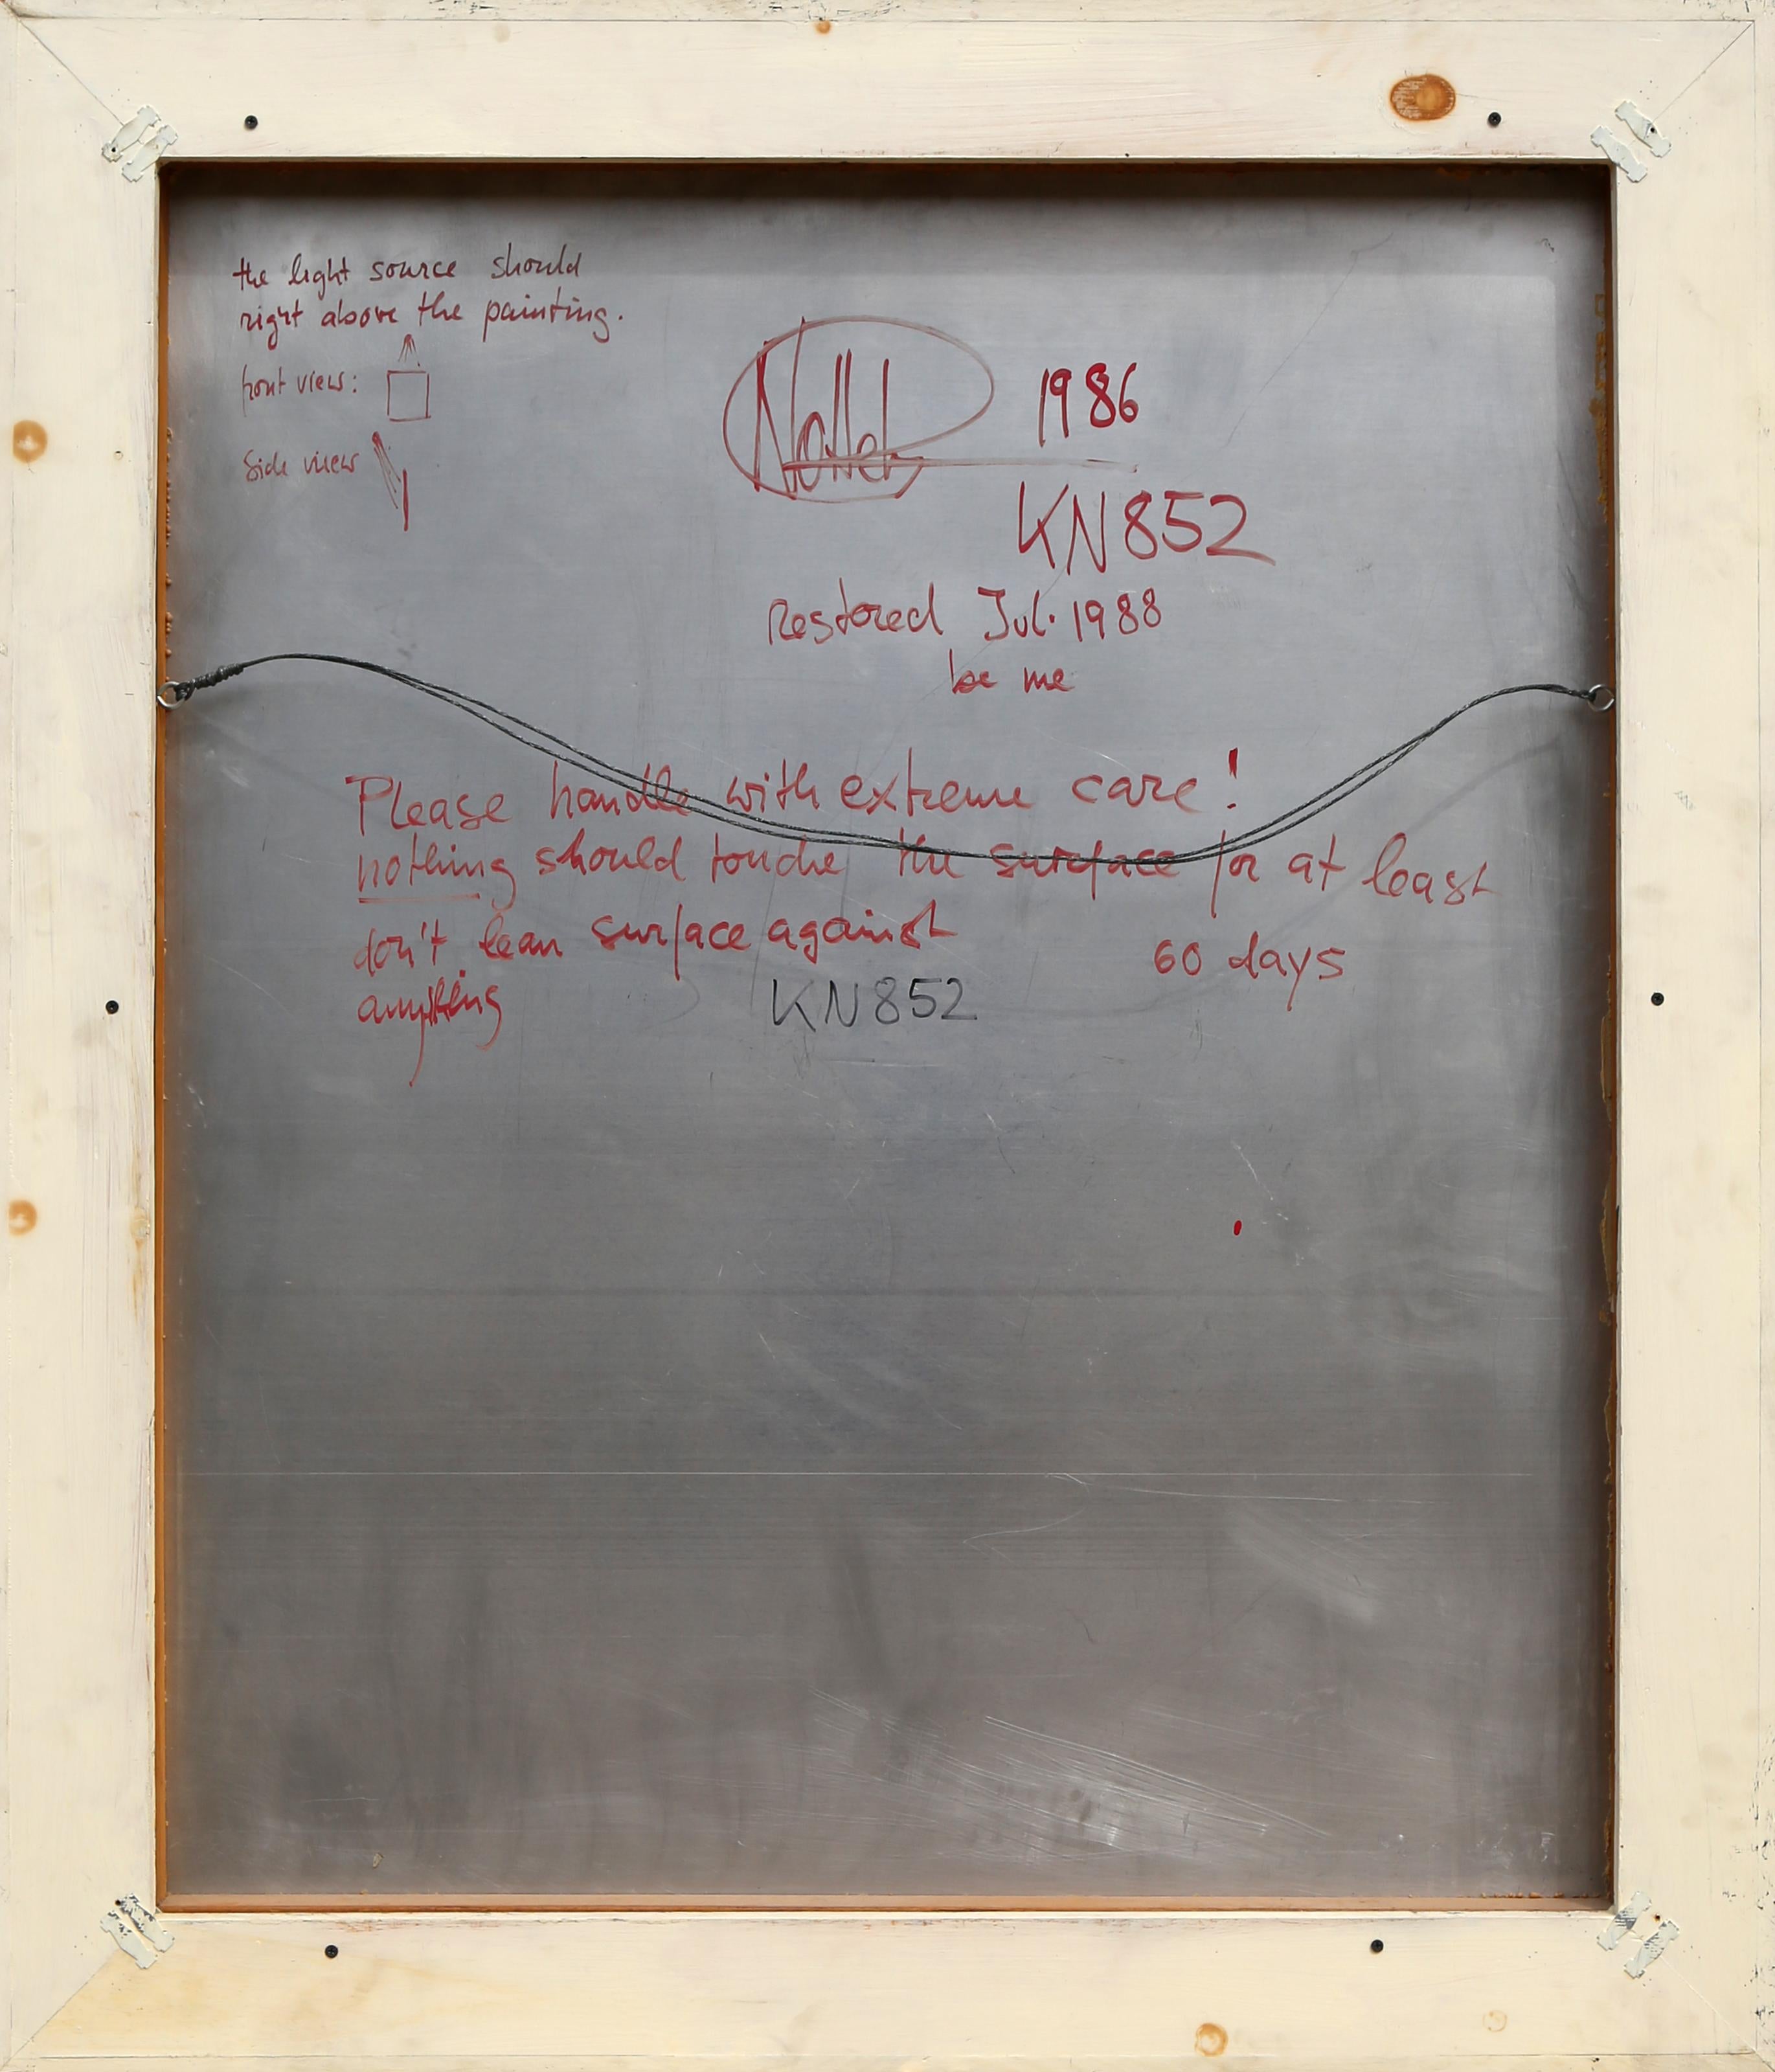 the light source should
right above the painting.
front view:
side view
1986
KN852
Restored Jul. 1988
be me
Please handle with extreme care!
nothing should touche the surface for at least
60 days
don't lean surface against
anything
KN852